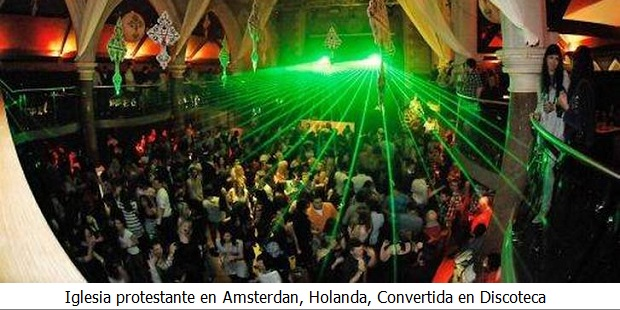 Iglesia protestante en Amsterdan, Holanda, Convertida en Discoteca